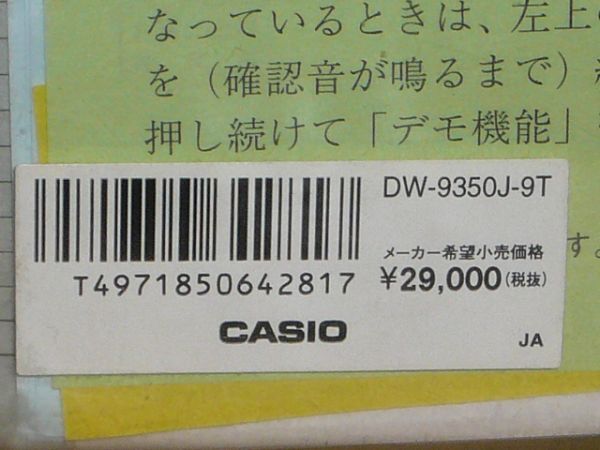 なっているときは、左上
を（確認音が鳴るまで）
押し続けて「デモ機能」
す。
DW-9350J-9T
メーカー希望小売価格
T4971850642817
¥29,000(税抜)
CASIO
JA